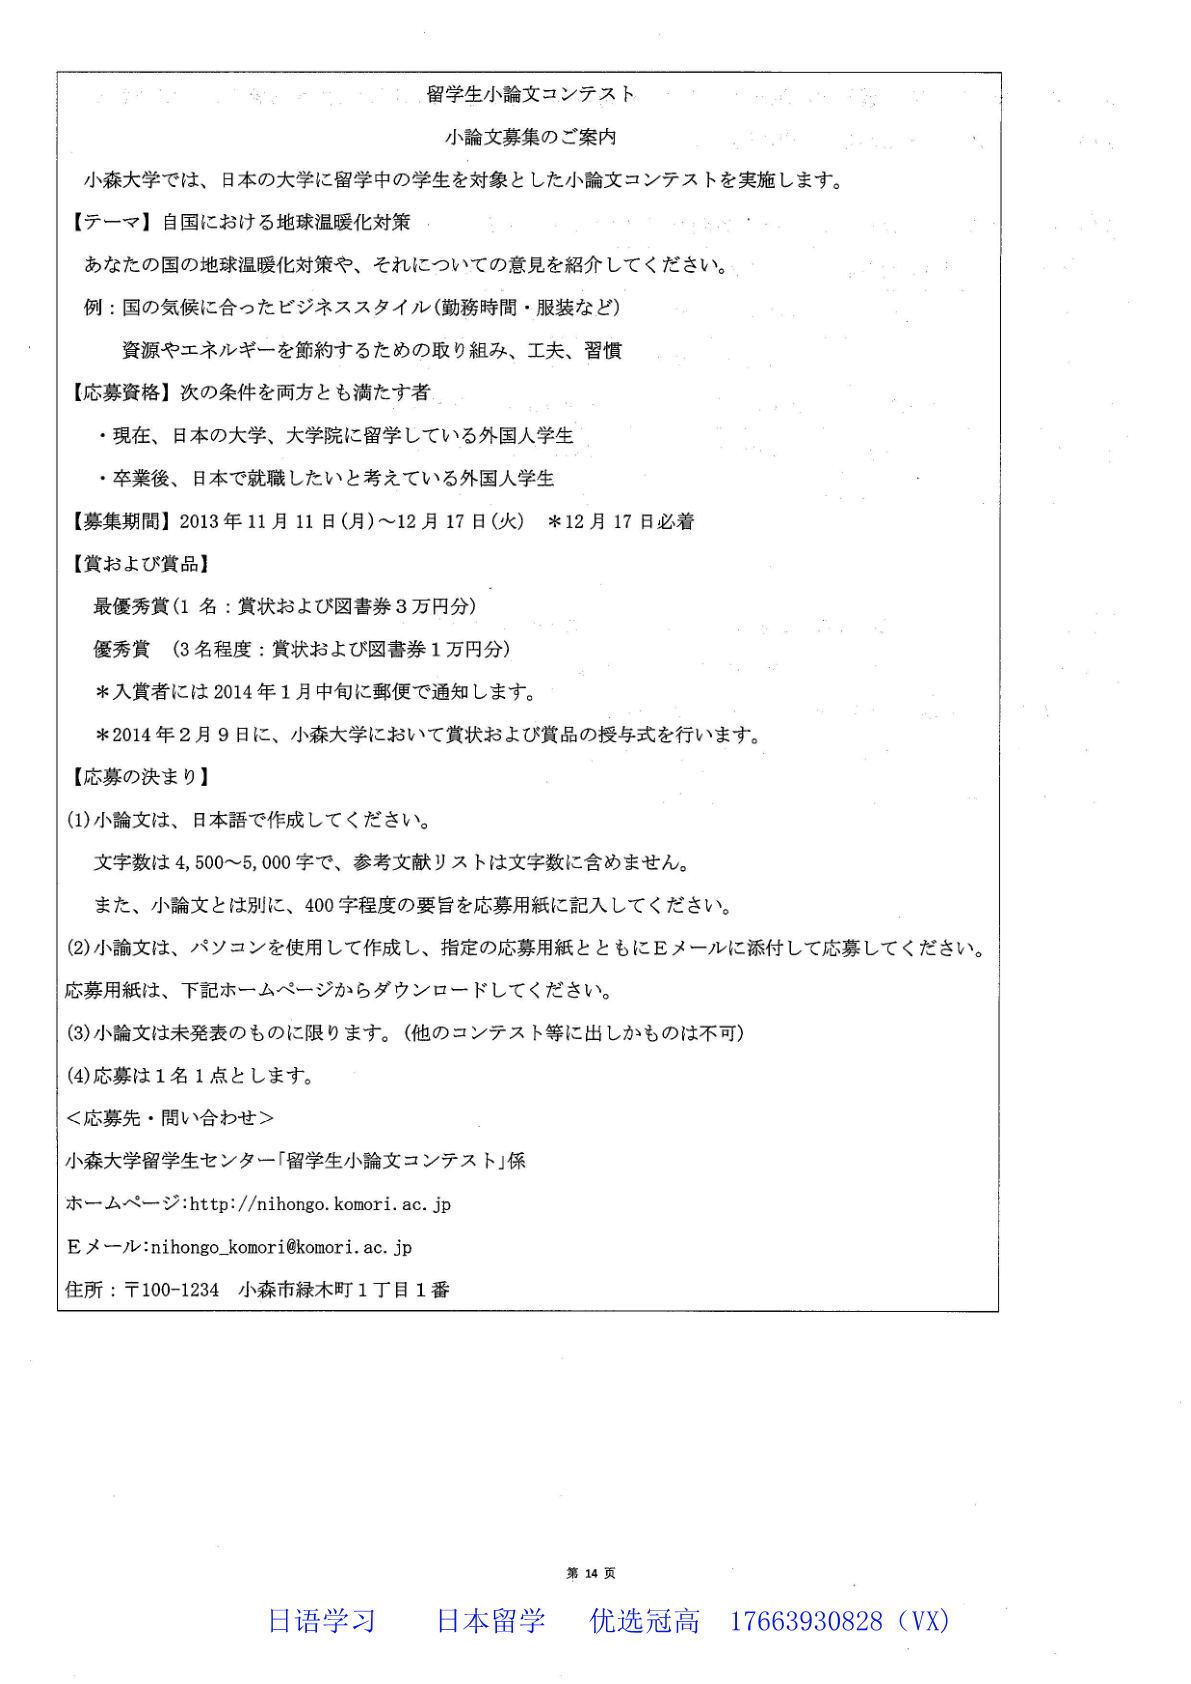 留学生小論文コンテスト
小論文募集のご案内
小森大学では、日本の大学に留学中の学生を対象とした小論文コンテストを実施します。
【テーマ】自国における地球温暖化対策
あなたの国の地球温暖化対策や、それについての意見を紹介してください。
例：国の気候に合ったビジネススタイル(勤務時間・服装など)
資源やエネルギーを節約するための取り組み、工夫、習慣
【応募資格】次の条件を両方とも満たす者
・現在、日本の大学、大学院に留学している外国人学生
・卒業後、日本で就職したいと考えている外国人学生
【募集期間】2013年11月11日(月)～12月17日(火)　＊12月17日必着
【賞および賞品】
最優秀賞(1 名：賞状および図書券３万円分)
優秀賞　(3名程度：賞状および図書券１万円分)
＊入賞者には2014年１月中旬に郵便で通知します。
＊2014年２月９日に、小森大学において賞状および賞品の授与式を行います。
【応募の決まり】
(1)小論文は、日本語で作成してください。
文字数は4,500～5,000字で、参考文献リストは文字数に含めません。
また、小論文とは別に、400字程度の要旨を応募用紙に記入してください。
(2)小論文は、パソコンを使用して作成し、指定の応募用紙とともにＥメールに添付して応募してください。
応募用紙は、下記ホームページからダウンロードしてください。
(3)小論文は未発表のものに限ります。(他のコンテスト等に出しかものは不可)
(4)応募は１名１点とします。
＜応募先・問い合わせ＞
小森大学留学生センター「留学生小論文コンテスト」係
ホームページ:http://nihongo.komori.ac.jp
Ｅメール:nihongo_komori@komori.ac.jp
住所：〒100-1234　小森市緑木町１丁目１番
第 14 页
日语学习　　日本留学　优选冠高　17663930828（VX)